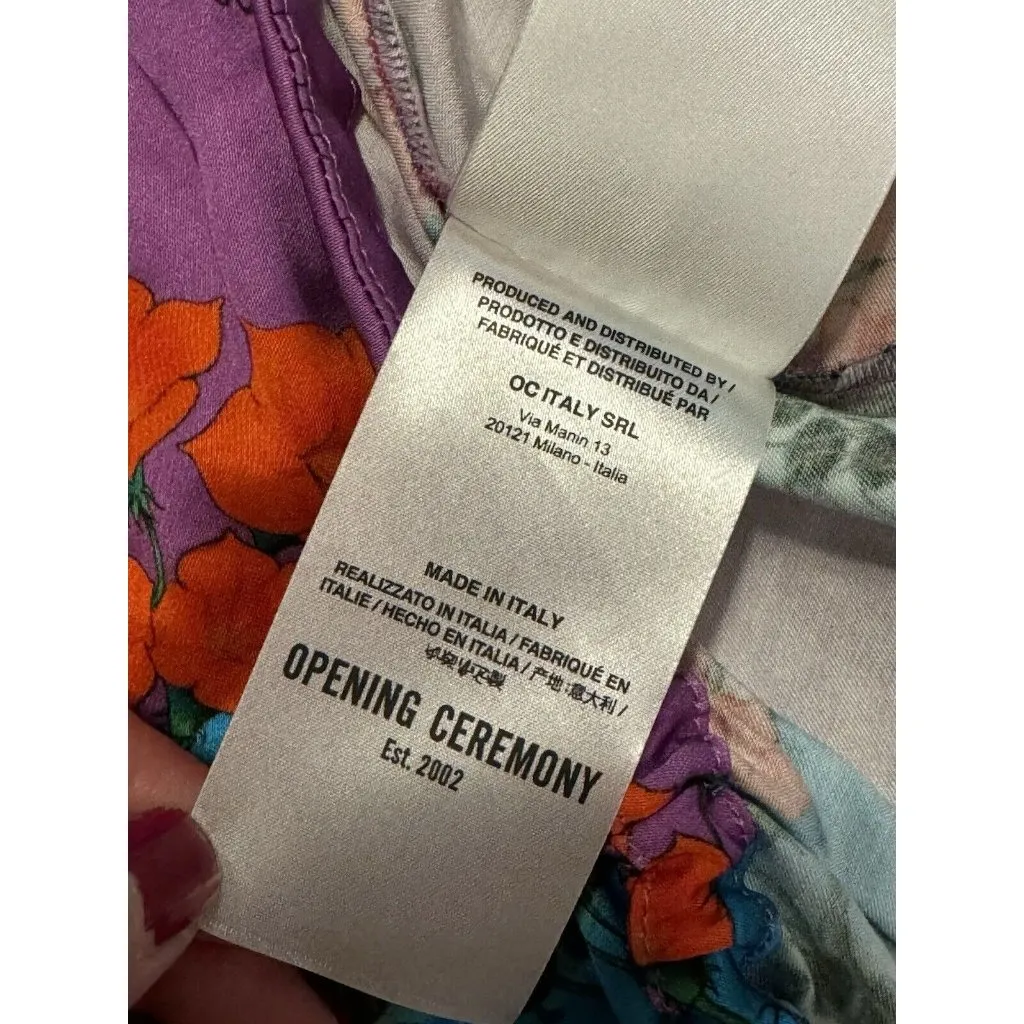 PRODUCED AND DISTRIBUTED BY /
PRODOTTO E DISTRIBUITO DA /
FABRIQUÉ ET DISTRIBUÉ PAR
OC ITALY SRL
Via Manin 13
20121 Milano - Italia
MADE IN ITALY
REALIZZATO IN ITALIA / FABRIQUÉ EN
ITALIE / HECHO EN ITALIA / 产地:意大利 /
OPENING CEREMONY
Est. 2002